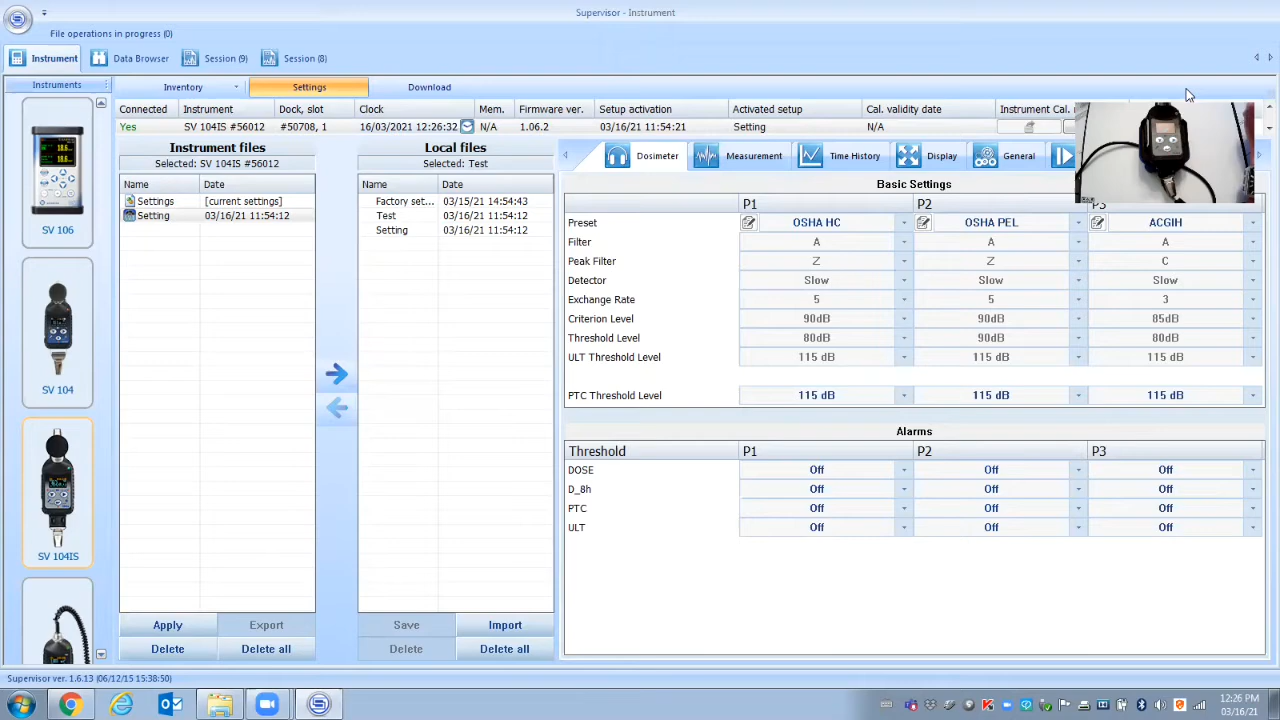 Supervisor - Instrument
File operations in progress (0)
Instrument Data Browser Session (9) Session (8)
Instruments Inventory Settings Download
Connected Instrument Dock, slot Clock Mem. Firmware ver. Setup activation Activated setup Cal. validity date Instrument Cal.
Yes SV 104IS #56012 #50708, 1 16/03/2021 12:26:32 N/A 1.06.2 03/16/21 11:54:21 Setting N/A
Instrument files
Selected: SV 104IS #56012
Name Date
Settings [current settings]
Setting 03/16/21 11:54:12
Apply Export
Delete Delete all
Local files
Selected: Test
Name Date
Factory set... 03/15/21 14:54:43
Test 03/16/21 11:54:12
Setting 03/16/21 11:54:12
Save Import
Delete Delete all
SV 106
SV 104
SV 104IS
Dosimeter Measurement Time History Display General
Basic Settings
P1 P2 P3
Preset OSHA HC OSHA PEL ACGIH
Filter A A A
Peak Filter Z Z C
Detector Slow Slow Slow
Exchange Rate 5 5 3
Criterion Level 90dB 90dB 85dB
Threshold Level 80dB 90dB 80dB
ULT Threshold Level 115 dB 115 dB 115 dB
PTC Threshold Level 115 dB 115 dB 115 dB
Alarms
Threshold P1 P2 P3
DOSE Off Off Off
D_8h Off Off Off
PTC Off Off Off
ULT Off Off Off
Supervisor ver. 1.6.13 (06/12/15 15:38:50)
12:26 PM
03/16/21